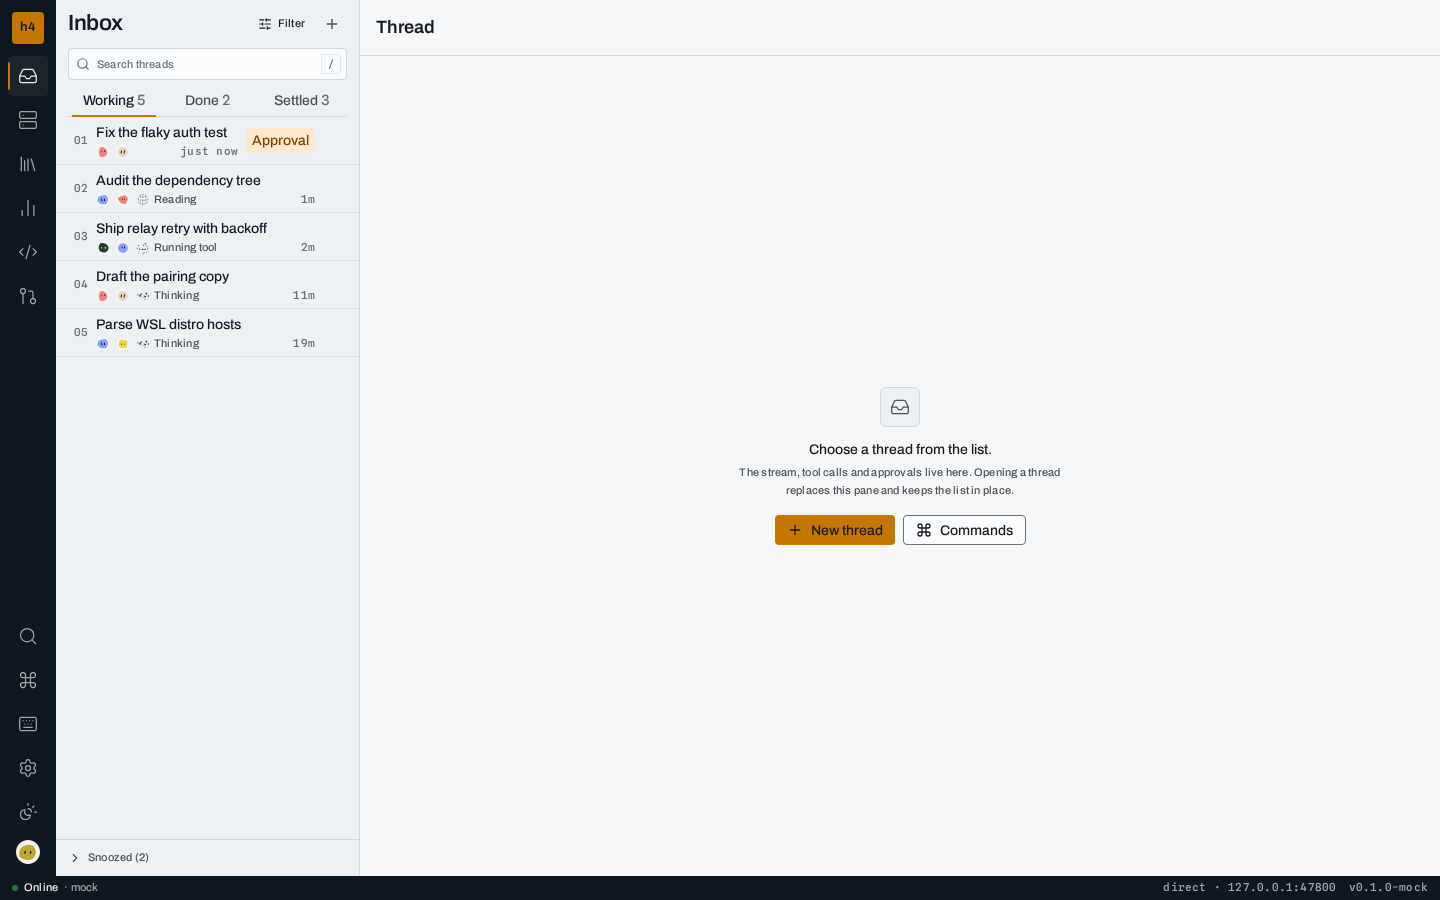 h4
Inbox
Filter
Search threads
/
Working 5
Done 2
Settled 3
01
Fix the flaky auth test
just now
Approval
02
Audit the dependency tree
Reading
1m
03
Ship relay retry with backoff
Running tool
2m
04
Draft the pairing copy
Thinking
11m
05
Parse WSL distro hosts
Thinking
19m
Snoozed (2)
Thread
Choose a thread from the list.
The stream, tool calls and approvals live here. Opening a thread
replaces this pane and keeps the list in place.
New thread
Commands
Online · mock
direct · 127.0.0.1:47800 v0.1.0-mock